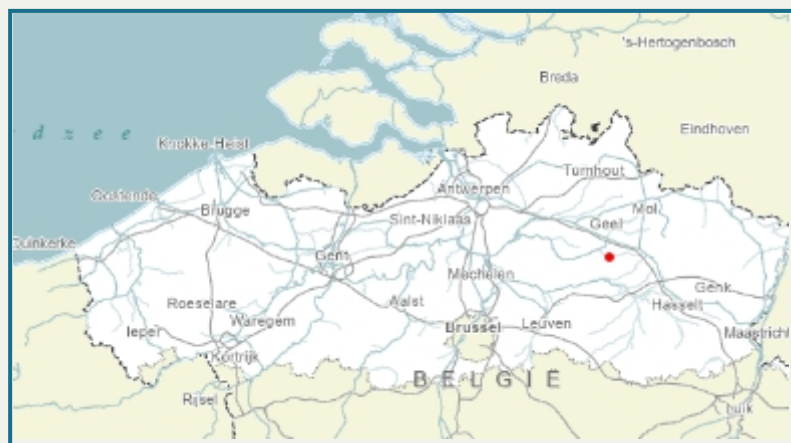 's-Hertogenbosch
Breda
Eindhoven
d z e e
Knokke-Heist
Turnhout
Antwerpen
Oostende
Mol
Brugge
Sint-Niklaas
Geel
Duinkerke
Gent
Mechelen
Genk
Roeselare
Aalst
Hasselt
Ieper
Waregem
Brussel
Leuven
Maastricht
Kortrijk
BELGIË
Rijsel
Luik